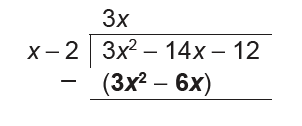 3x
x – 2 | 3x² – 14x – 12
– (3x² – 6x)